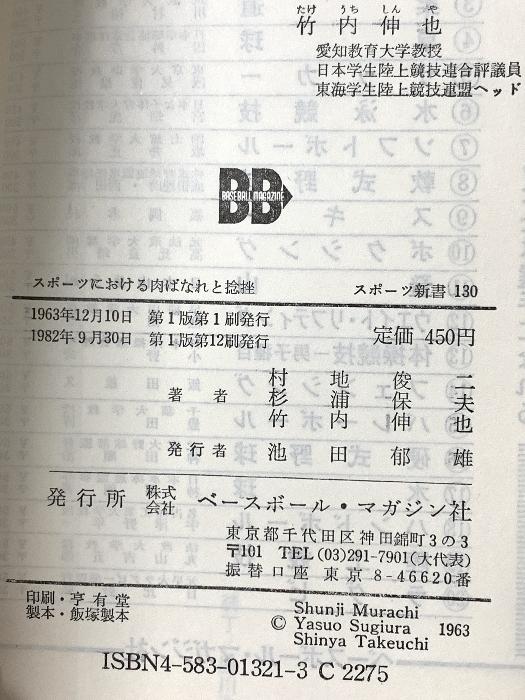 たけ うち しん や
竹内伸也
愛知教育大学教授
日本学生陸上競技連合評議員
東海学生陸上競技連盟ヘッド
BB
BASEBALL MAGAZINE
スポーツにおける肉ばなれと捻挫 スポーツ新書 130
1963年12月10日 第1版第1刷発行
1982年9月30日 第1版第12刷発行
定価 450円
著者 村地俊二
杉浦保夫
竹内伸也
発行者 池田郁雄
発行所 株式会社 ベースボール・マガジン社
東京都千代田区神田錦町3の3
〒101 TEL (03)291-7901(大代表)
振替口座 東京 8-46620番
印刷・亨有堂
製本・飯塚製本
© Shunji Murachi
Yasuo Sugiura 1963
Shinya Takeuchi
ISBN4-583-01321-3 C 2275